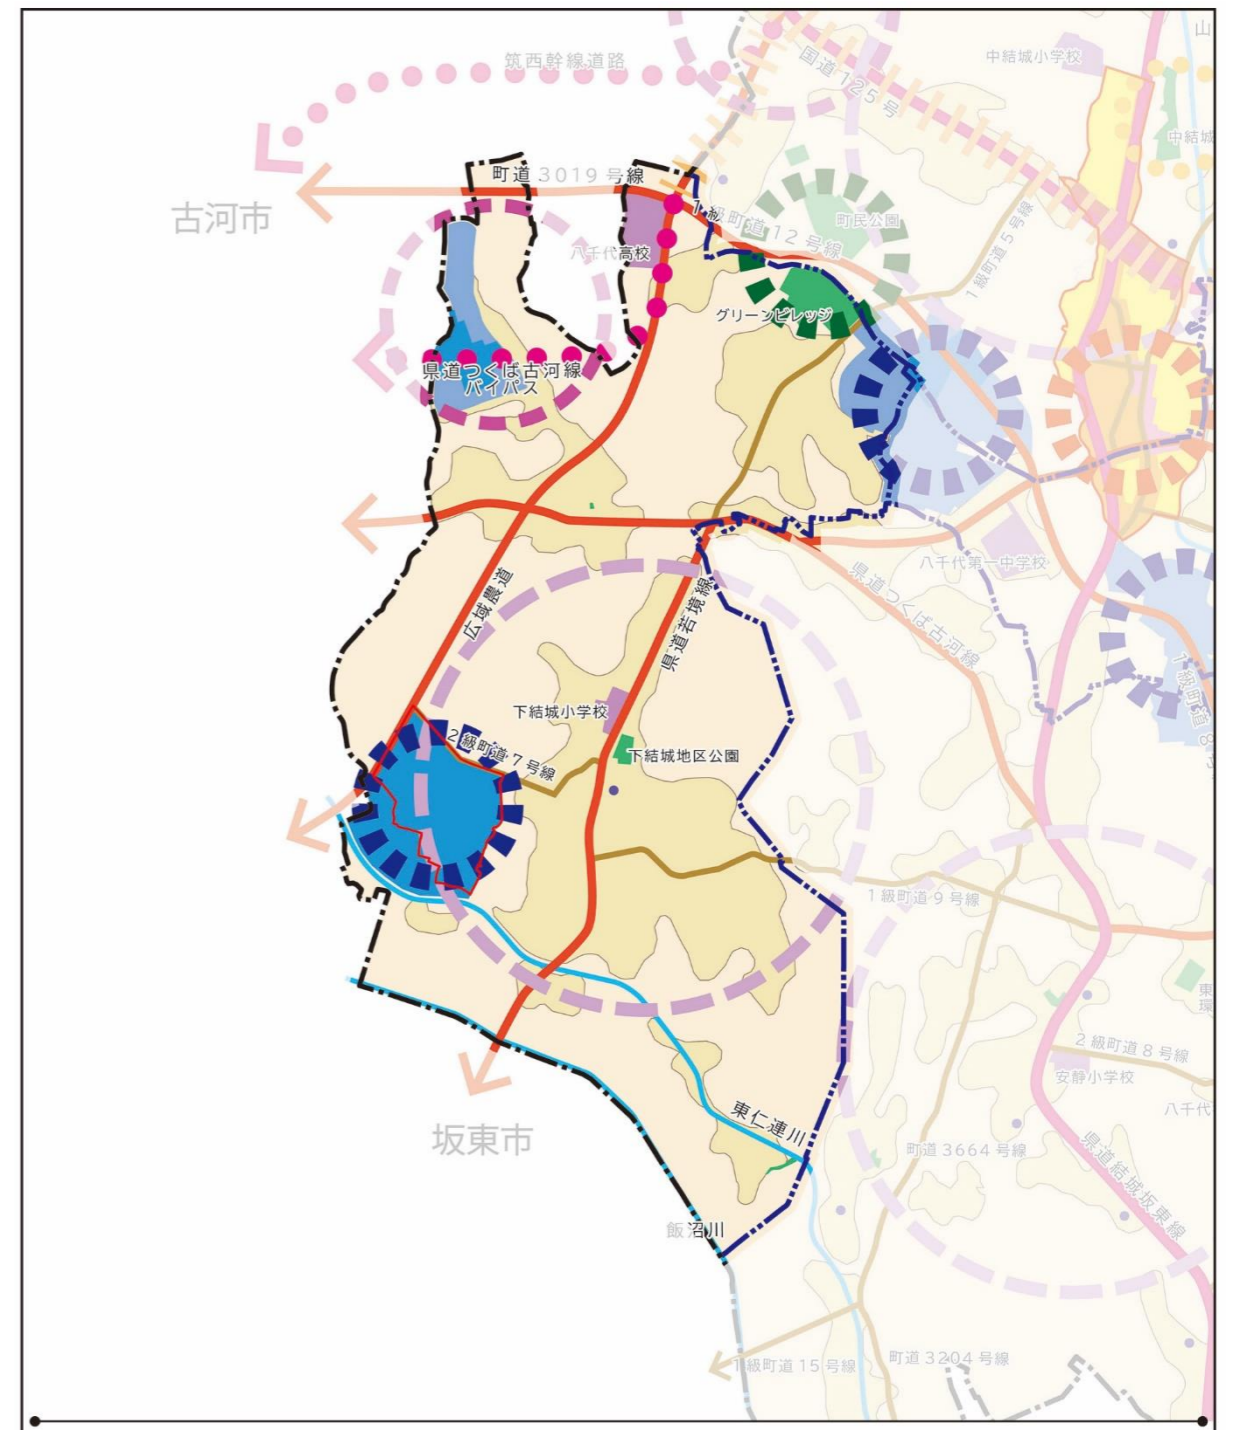 山
筑西幹線道路
国道125号
中結城小学校
中結城
町道3019号線
古河市
1級町道12号線
町民公園
1級町道5号線
八千代高校
グリーンビレッジ
県道つくば古河線
バイパス
八千代第一中学校
県道つくば古河線
広域農道
県道若境線
1級町道8号
下結城小学校
2級町道7号線
下結城地区公園
1級町道9号線
東
環
2級町道8号線
安静小学校
八千代
東仁連川
坂東市
町道3664号線
県道結城坂東線
飯沼川
1級町道15号線
町道3204号線